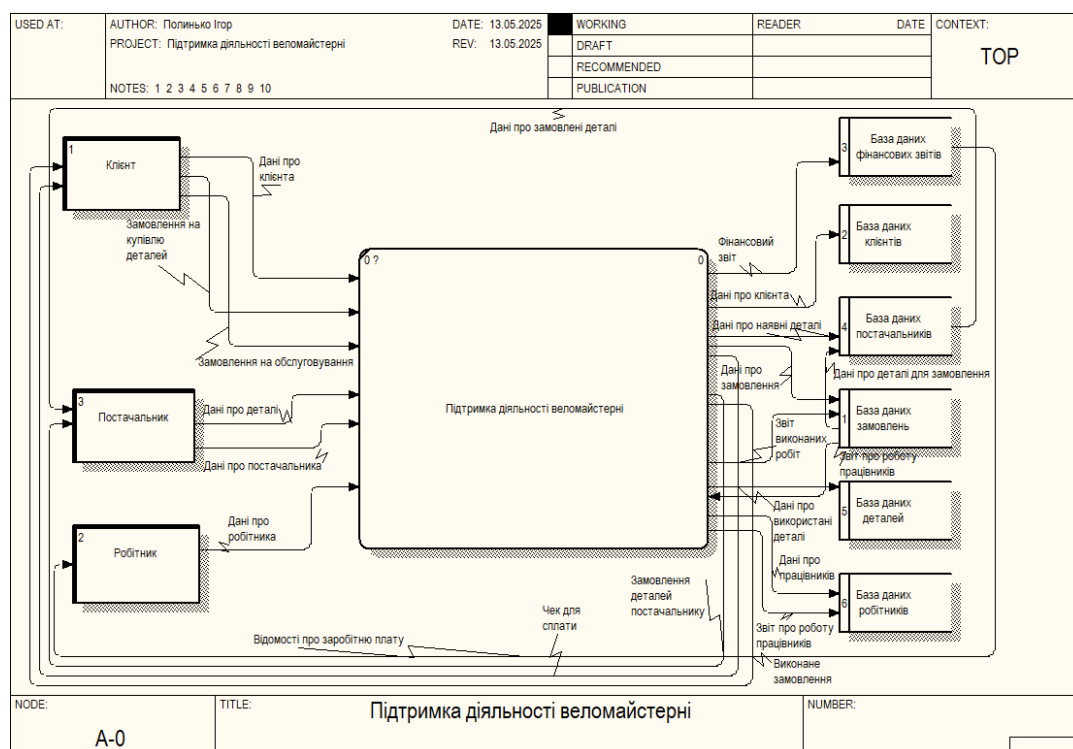 USED AT:
AUTHOR: Полинько Ігор
DATE: 13.05.2025
PROJECT: Підтримка діяльності веломайстерні
REV: 13.05.2025
NOTES: 1 2 3 4 5 6 7 8 9 10
WORKING
DRAFT
RECOMMENDED
PUBLICATION
READER
DATE
CONTEXT:
TOP
Дані про замовлені деталі
1
Клієнт
Дані про
клієнта
Замовлення на
купівлю
деталей
Замовлення на обслуговування
3
Постачальник
Дані про деталі
Дані про постачальника
2
Робітник
Дані про
робітника
0 ?
0
Підтримка діяльності веломайстерні
Фінансовий
звіт
Дані про клієнта
Дані про наявні деталі
Дані про
замовлення
Дані про деталі для замовлення
Звіт
виконаних
робіт
Звіт про роботу
працівників
Дані про
використані
деталі
Дані про
працівників
Звіт про роботу
працівників
Виконане
замовлення
Замовлення
деталей
постачальнику
Чек для
сплати
Відомості про заробітню плату
3
База даних
фінансових звітів
2
База даних
клієнтів
4
База даних
постачальників
1
База даних
замовлень
5
База даних
деталей
6
База даних
робітників
NODE:
A-0
TITLE:
Підтримка діяльності веломайстерні
NUMBER: